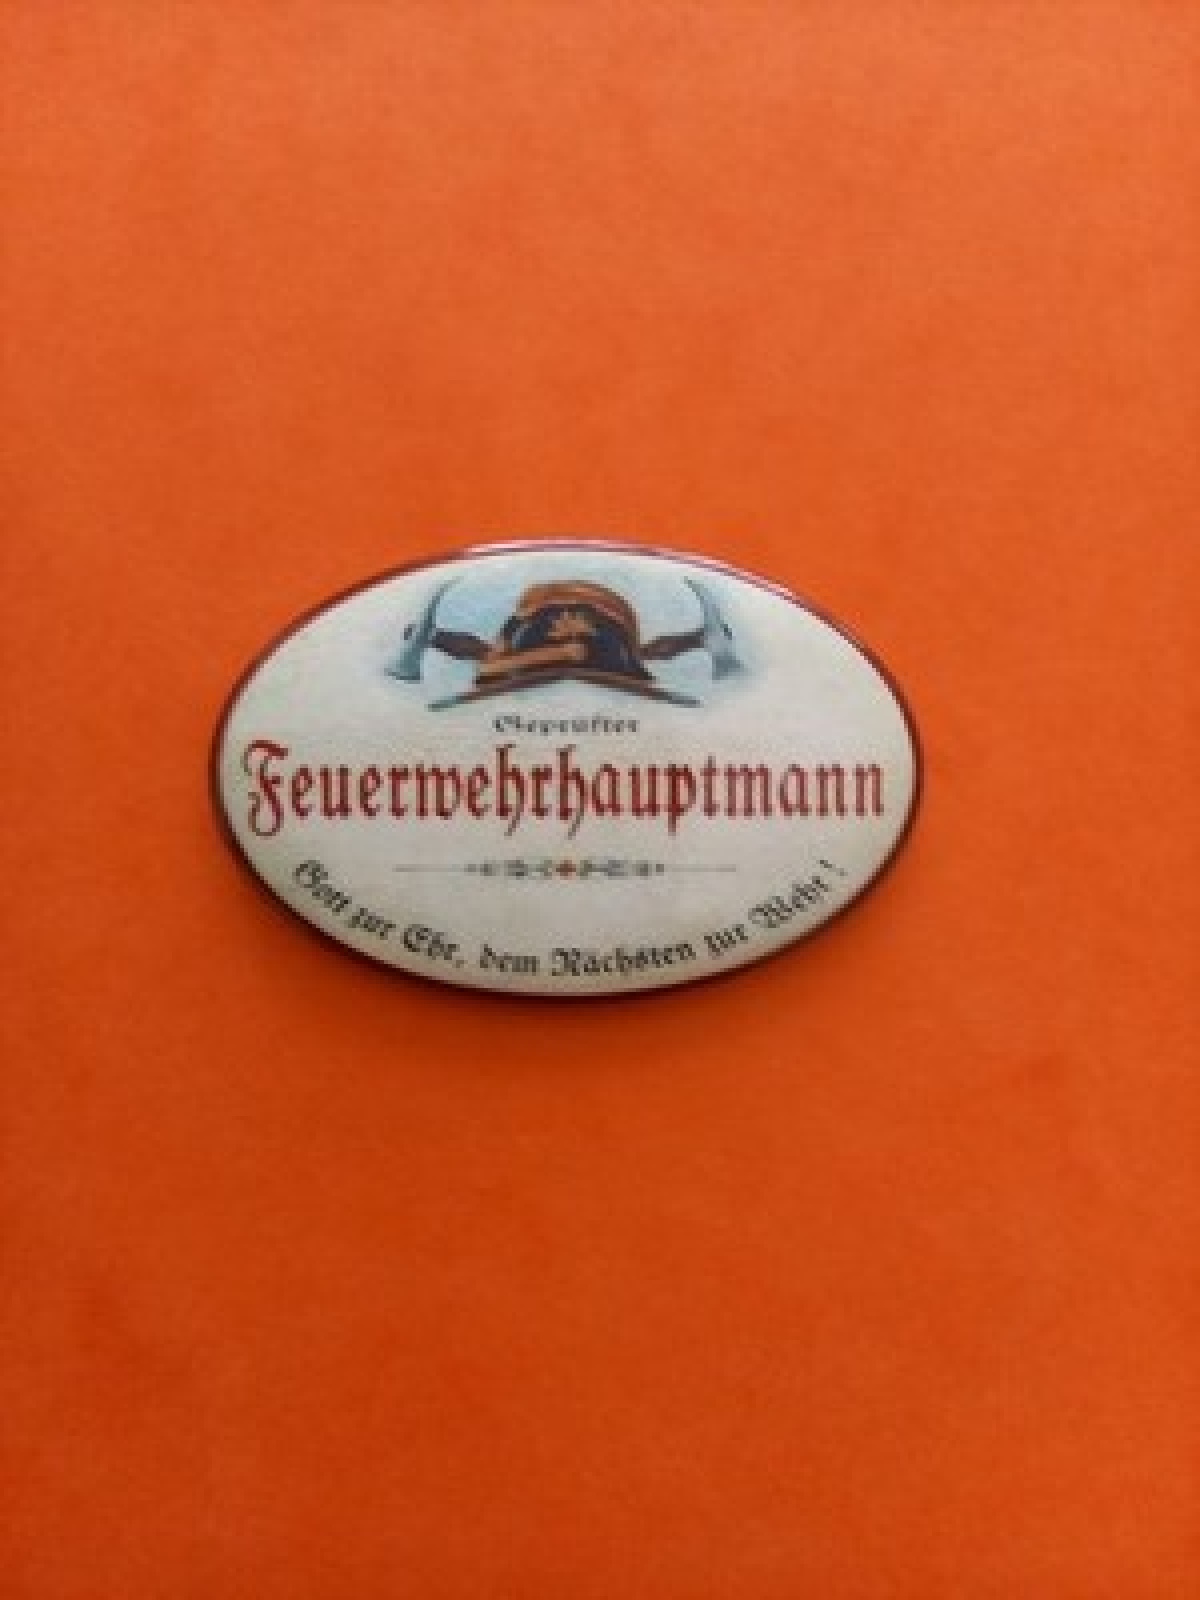 Geprüfter
Feuerwehrhauptmann
Gott zur Ehr, dem Nächsten zur Wehr !